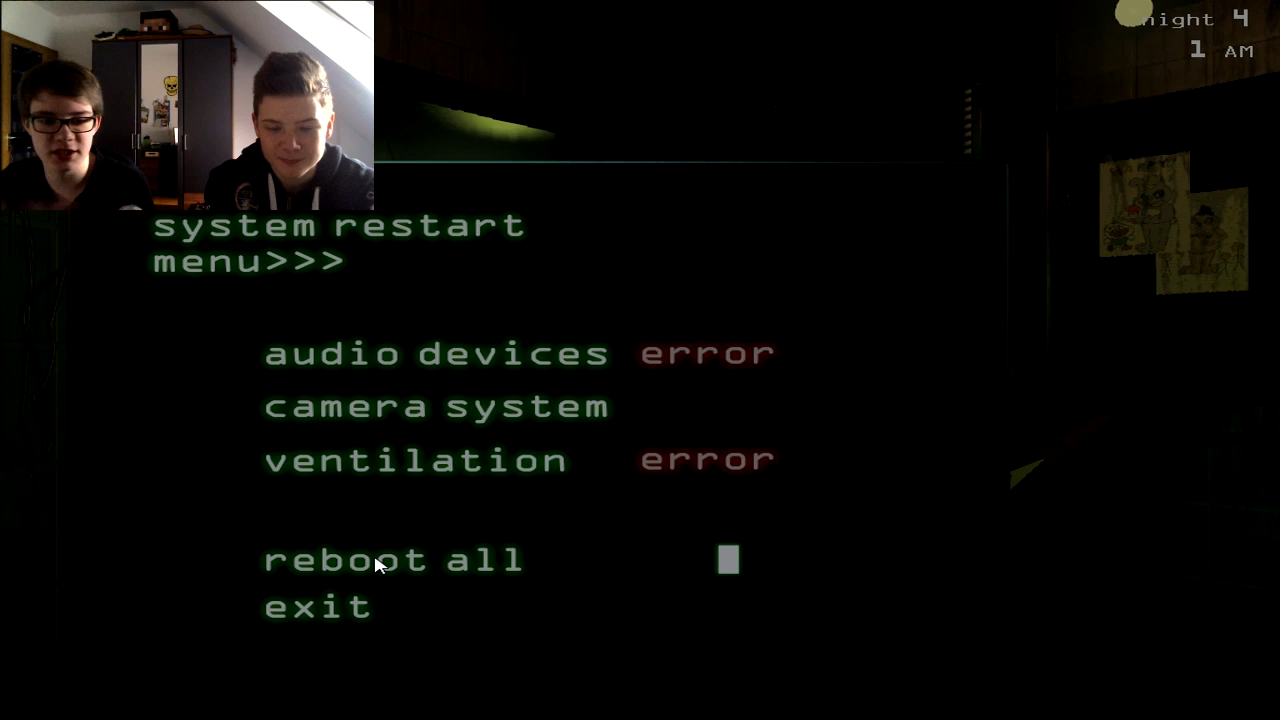 night 4
1 AM
system restart
menu>>>
audio devices error
camera system
ventilation error
reboot all
exit